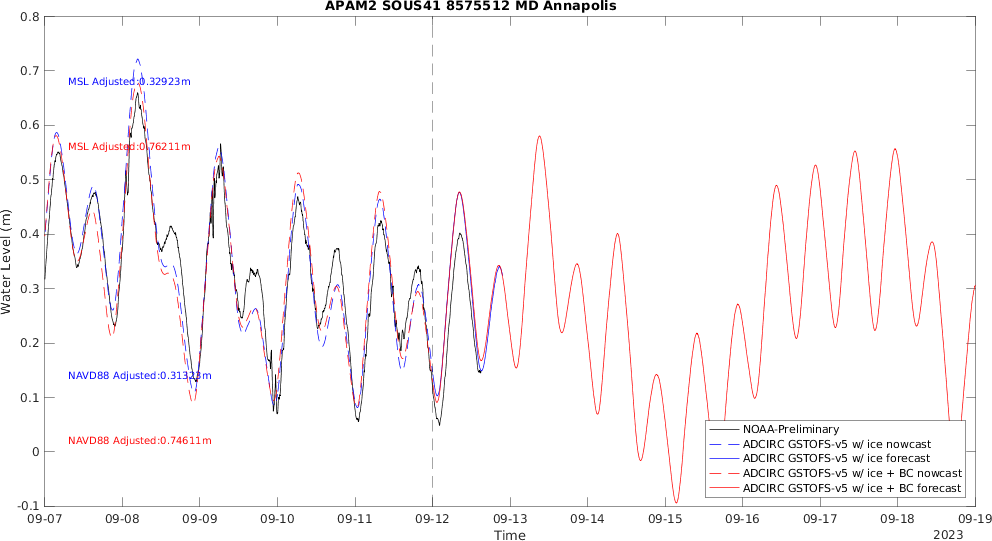 APAM2 SOUS41 8575512 MD Annapolis
0.8
0.7
0.6
0.5
0.4
0.3
0.2
0.1
0
-0.1
Water Level (m)
MSL Adjusted:0.32923m
MSL Adjusted:0.76211m
NAVD88 Adjusted:0.31323m
NAVD88 Adjusted:0.74611m
NOAA-Preliminary
ADCIRC GSTOFS-v5 w/ ice nowcast
ADCIRC GSTOFS-v5 w/ ice forecast
ADCIRC GSTOFS-v5 w/ ice + BC nowcast
ADCIRC GSTOFS-v5 w/ ice + BC forecast
09-07 09-08 09-09 09-10 09-11 09-12 09-13 09-14 09-15 09-16 09-17 09-18 09-19
Time
2023